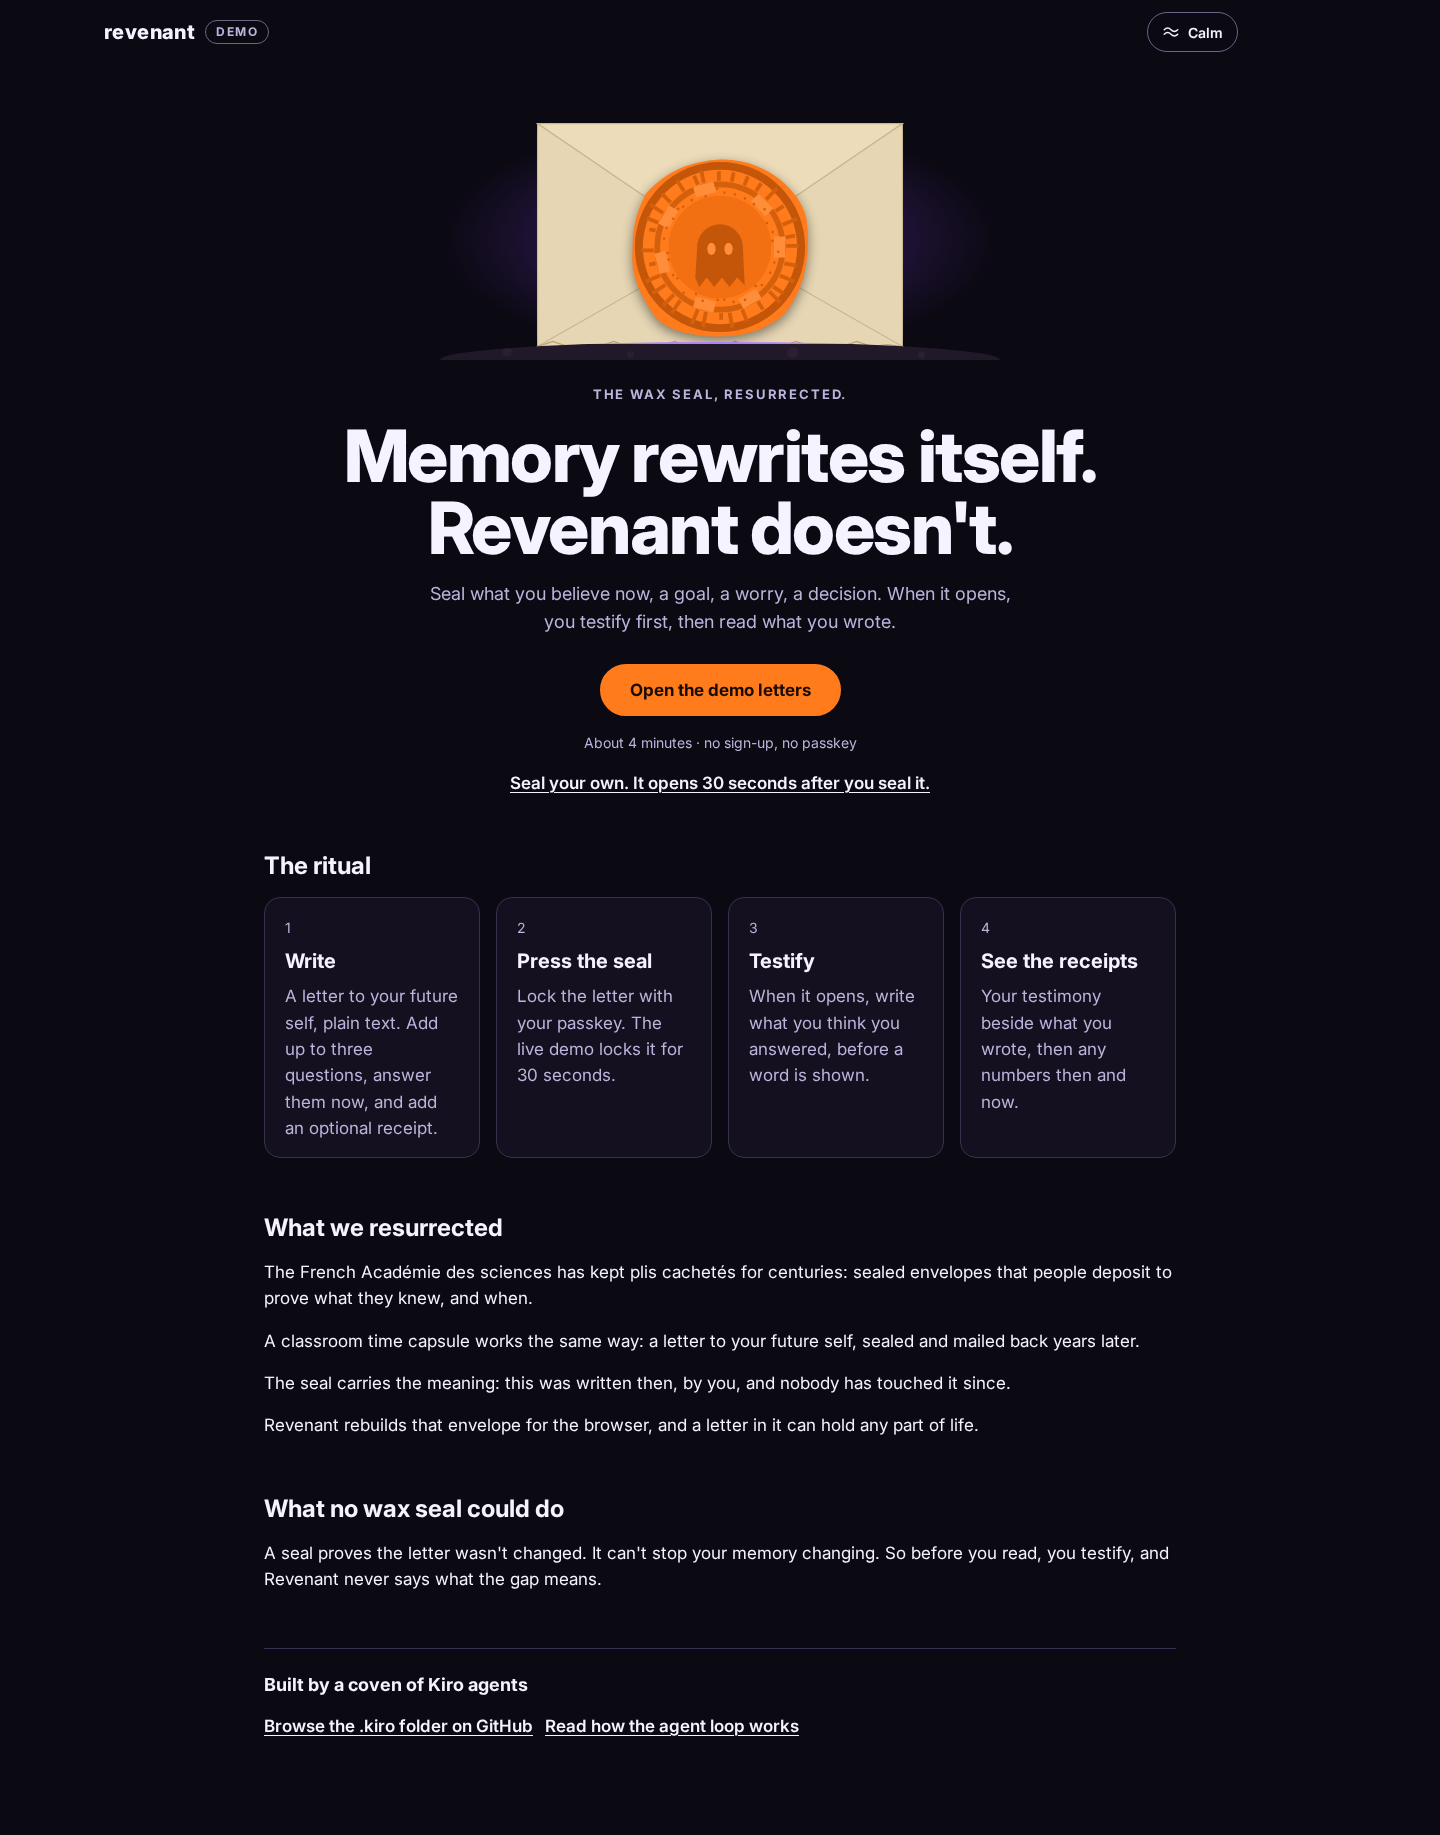 revenant
DEMO
Calm
THE WAX SEAL, RESURRECTED.
Memory rewrites itself.
Revenant doesn't.
Seal what you believe now, a goal, a worry, a decision. When it opens,
you testify first, then read what you wrote.
Open the demo letters
About 4 minutes · no sign-up, no passkey
Seal your own. It opens 30 seconds after you seal it.
The ritual
1
Write
A letter to your future
self, plain text. Add
up to three
questions, answer
them now, and add
an optional receipt.
2
Press the seal
Lock the letter with
your passkey. The
live demo locks it for
30 seconds.
3
Testify
When it opens, write
what you think you
answered, before a
word is shown.
4
See the receipts
Your testimony
beside what you
wrote, then any
numbers then and
now.
What we resurrected
The French Académie des sciences has kept plis cachetés for centuries: sealed envelopes that people deposit to
prove what they knew, and when.
A classroom time capsule works the same way: a letter to your future self, sealed and mailed back years later.
The seal carries the meaning: this was written then, by you, and nobody has touched it since.
Revenant rebuilds that envelope for the browser, and a letter in it can hold any part of life.
What no wax seal could do
A seal proves the letter wasn't changed. It can't stop your memory changing. So before you read, you testify, and
Revenant never says what the gap means.
Built by a coven of Kiro agents
Browse the .kiro folder on GitHub Read how the agent loop works